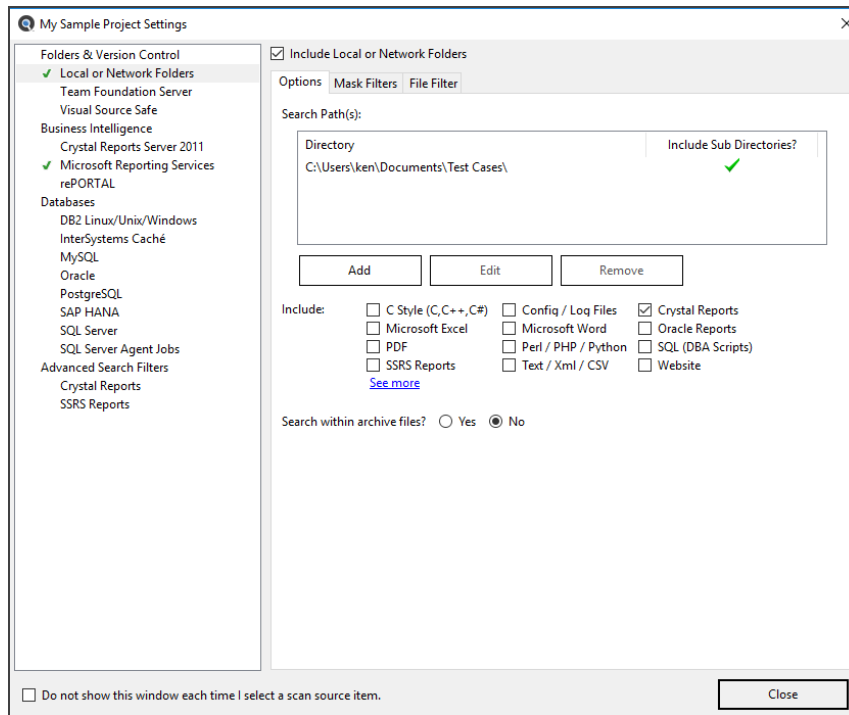 My Sample Project Settings
Folders & Version Control
Local or Network Folders
Team Foundation Server
Visual Source Safe
Business Intelligence
Crystal Reports Server 2011
Microsoft Reporting Services
rePORTAL
Databases
DB2 Linux/Unix/Windows
InterSystems Caché
MySQL
Oracle
PostgreSQL
SAP HANA
SQL Server
SQL Server Agent Jobs
Advanced Search Filters
Crystal Reports
SSRS Reports
Include Local or Network Folders
Options Mask Filters File Filter
Search Path(s):
Directory Include Sub Directories?
C:\Users\ken\Documents\Test Cases\
Add Edit Remove
Include: C Style (C,C++,C#) Config / Log Files Crystal Reports
Microsoft Excel Microsoft Word Oracle Reports
PDF Perl / PHP / Python SQL (DBA Scripts)
SSRS Reports Text / Xml / CSV Website
See more
Search within archive files? Yes No
Do not show this window each time I select a scan source item. Close